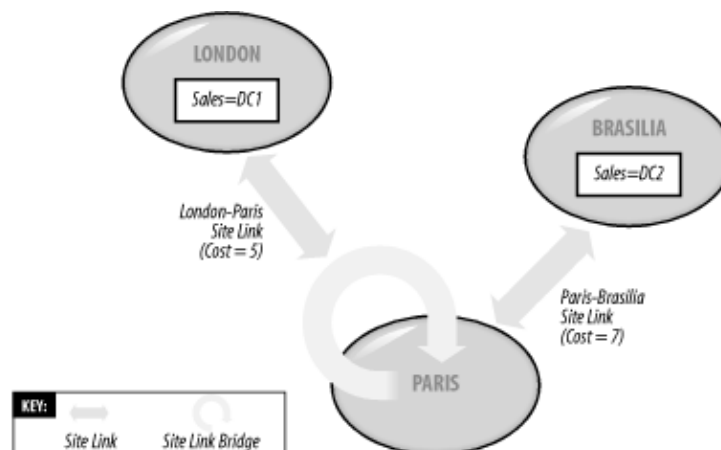 LONDON
Sales=DC1
BRASILIA
Sales=DC2
London-Paris
Site Link
(Cost = 5)
Paris-Brasilia
Site Link
(Cost = 7)
PARIS
KEY:
Site Link
Site Link Bridge